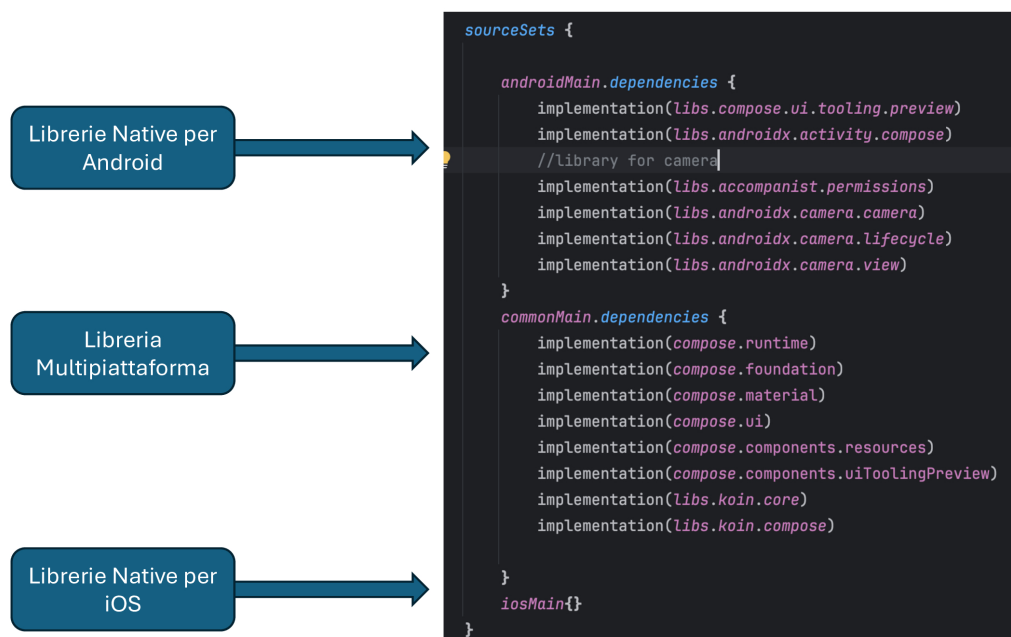 Librerie Native per
Android
Libreria
Multipiattaforma
Librerie Native per
iOS
sourceSets {
androidMain.dependencies {
implementation(libs.compose.ui.tooling.preview)
implementation(libs.androidx.activity.compose)
//library for camera
implementation(libs.accompanist.permissions)
implementation(libs.androidx.camera.camera)
implementation(libs.androidx.camera.lifecycle)
implementation(libs.androidx.camera.view)
}
commonMain.dependencies {
implementation(compose.runtime)
implementation(compose.foundation)
implementation(compose.material)
implementation(compose.ui)
implementation(compose.components.resources)
implementation(compose.components.uiToolingPreview)
implementation(libs.koin.core)
implementation(libs.koin.compose)
}
iosMain{}
}